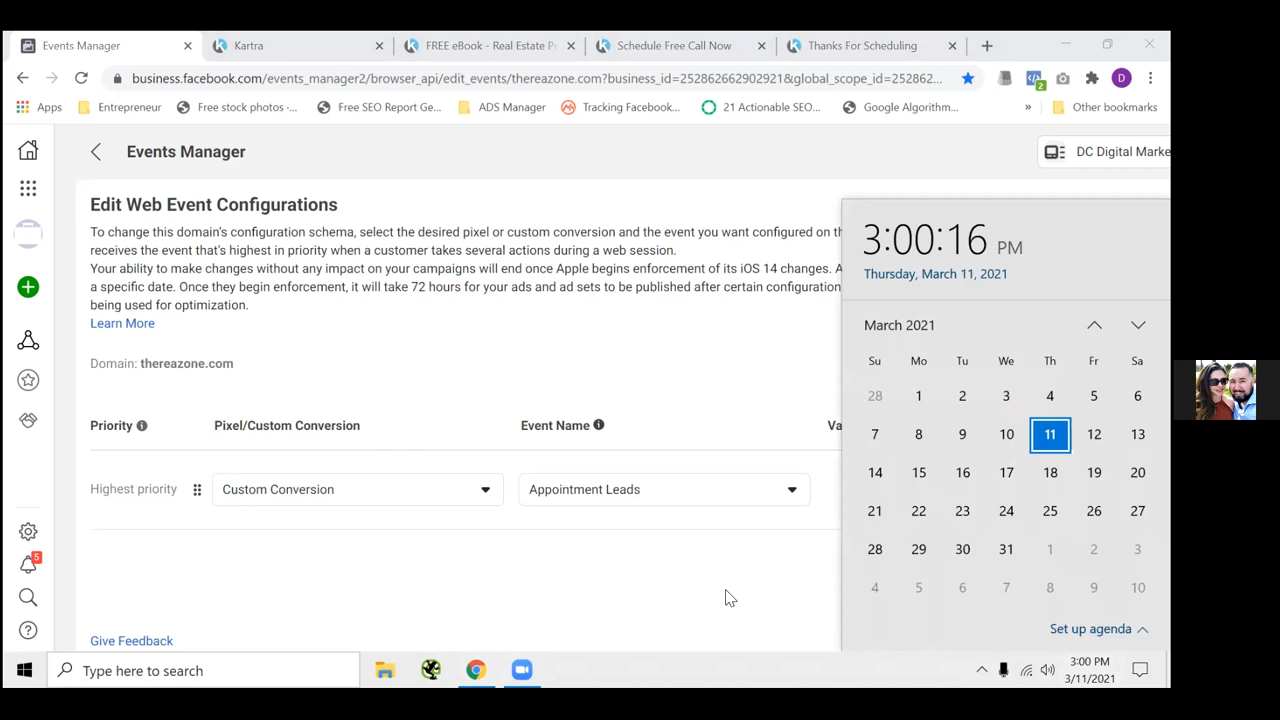 Events Manager
Kartra
FREE eBook - Real Estate P
Schedule Free Call Now
Thanks For Scheduling
business.facebook.com/events_manager2/browser_api/edit_events/thereazone.com?business_id=252862662902921&global_scope_id=25286...
2
D
Apps
Entrepreneur
Free stock photos -...
Free SEO Report Ge...
ADS Manager
Tracking Facebook...
21 Actionable SEO...
Google Algorithm...
»
Other bookmarks
Events Manager
DC Digital Marke
Edit Web Event Configurations
To change this domain's configuration schema, select the desired pixel or custom conversion and the event you want configured on th
receives the event that's highest in priority when a customer takes several actions during a web session.
Your ability to make changes without any impact on your campaigns will end once Apple begins enforcement of its iOS 14 changes. A
a specific date. Once they begin enforcement, it will take 72 hours for your ads and ad sets to be published after certain configuration
being used for optimization.
Learn More
Domain: thereazone.com
Priority
Pixel/Custom Conversion
Event Name
Va
Highest priority
Custom Conversion
Appointment Leads
Give Feedback
5
3:00:16 PM
Thursday, March 11, 2021
March 2021
Su Mo Tu We Th Fr Sa
28 1 2 3 4 5 6
7 8 9 10 11 12 13
14 15 16 17 18 19 20
21 22 23 24 25 26 27
28 29 30 31 1 2 3
4 5 6 7 8 9 10
Set up agenda
Type here to search
3:00 PM
3/11/2021